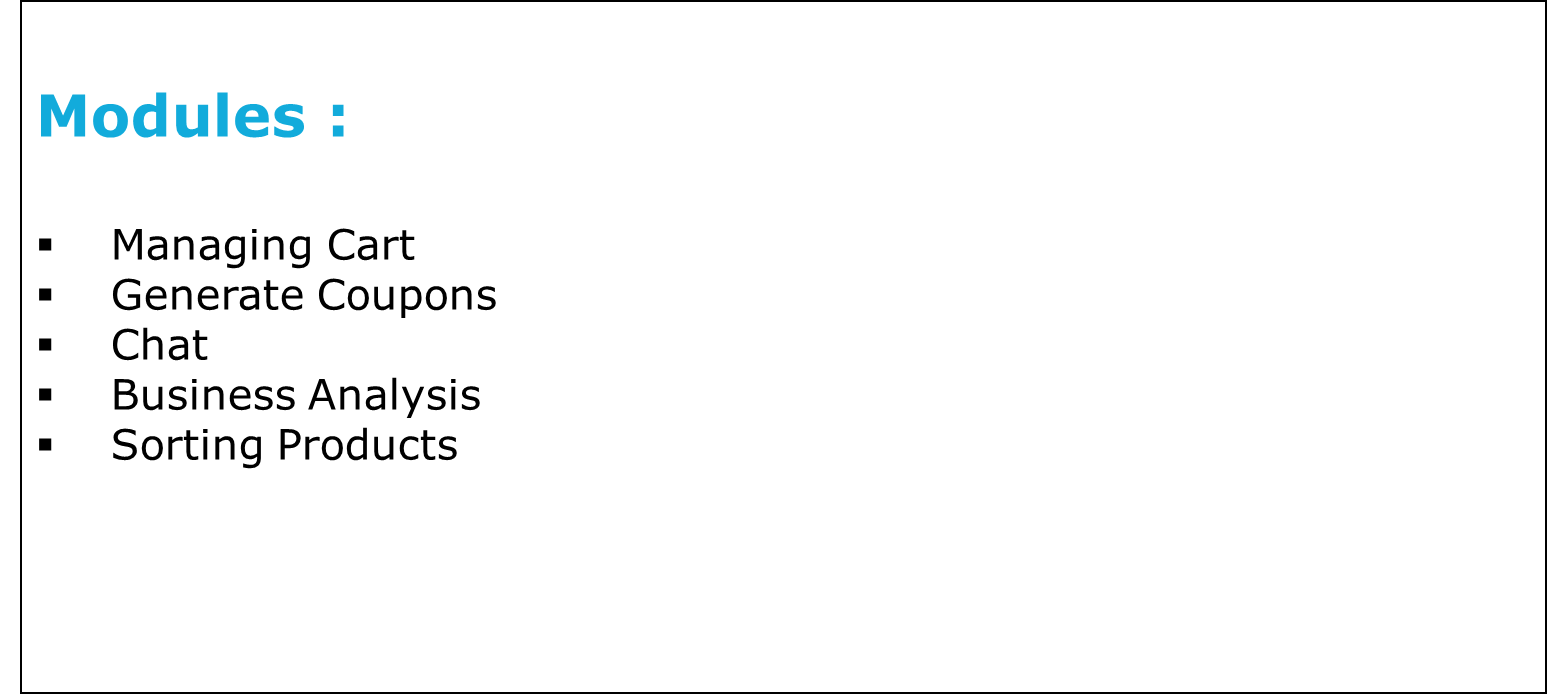 Modules :
▪ Managing Cart
▪ Generate Coupons
▪ Chat
▪ Business Analysis
▪ Sorting Products